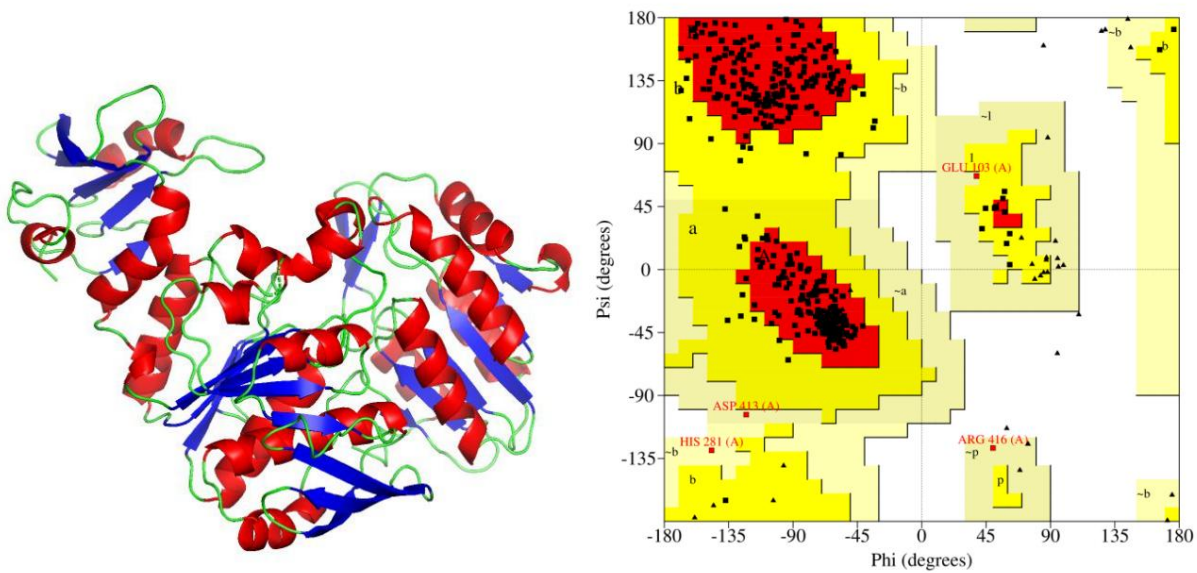 180
135
90
45
0
-45
-90
-135
Psi (degrees)
B
b
~b
~b
b
~l
l
GLU 103 (A)
a
A
~a
ASP 413 (A)
HIS 281 (A)
~b
b
ARG 416 (A)
~p
p
~b
-180 -135 -90 -45 0 45 90 135 180
Phi (degrees)